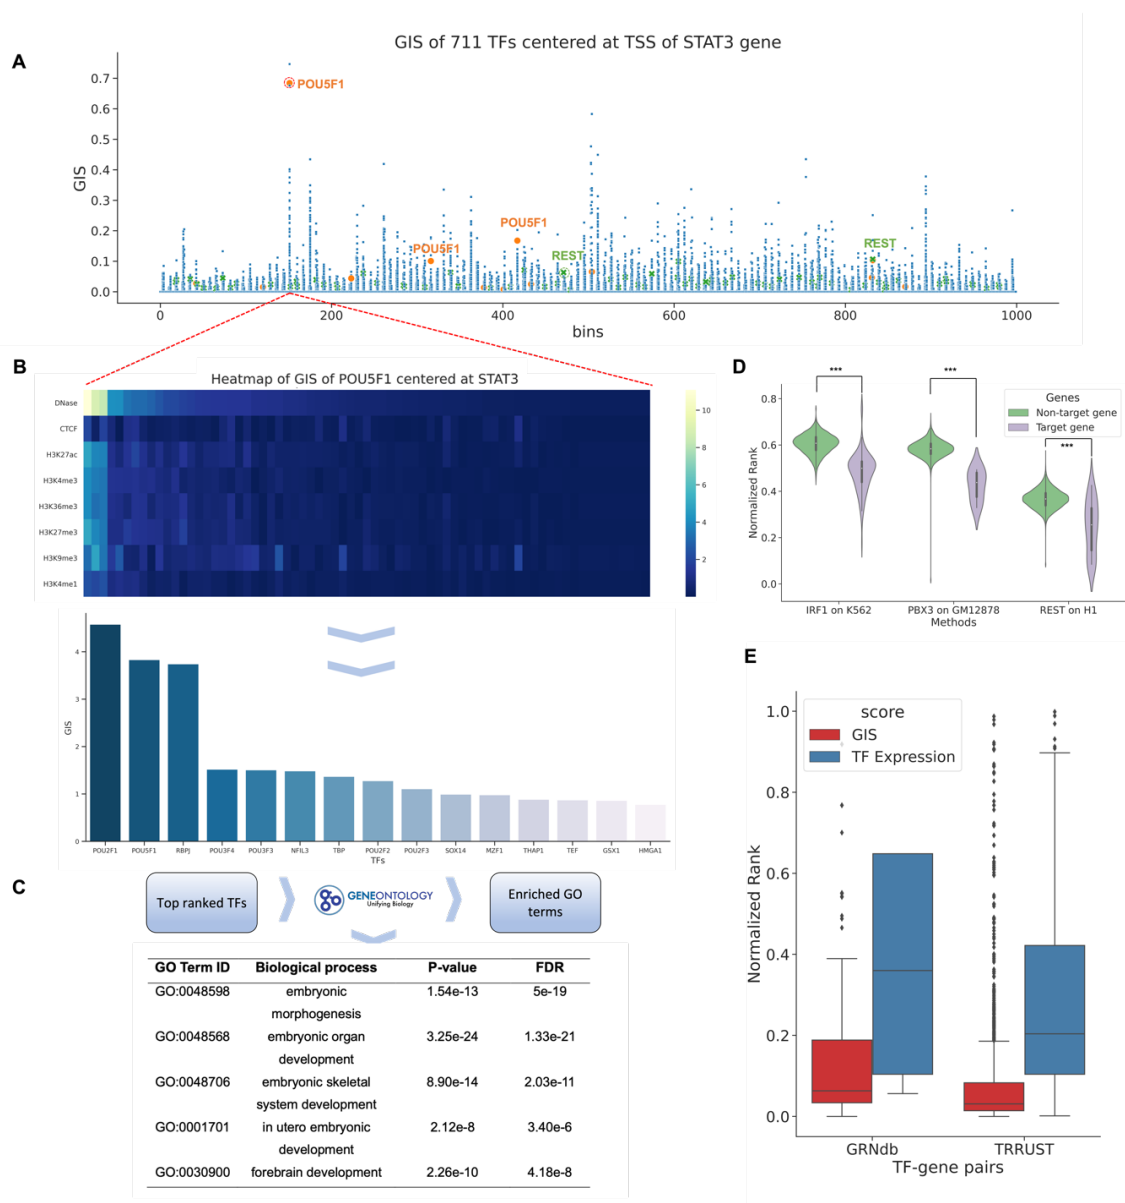 A
GIS of 711 TFs centered at TSS of STAT3 gene
GIS
0.7
0.6
0.5
0.4
0.3
0.2
0.1
0.0
POU5F1
POU5F1
POU5F1
REST
REST
0
200
400
600
800
1000
bins
B
Heatmap of GIS of POU5F1 centered at STAT3
DNase
CTCF
H3K27ac
H3K4me3
H3K36me3
H3K27me3
H3K9me3
H3K4me1
10
8
6
4
2
GIS
4
3
2
1
0
POU2F1
POU5F1
RBPJ
POU3F4
POU3F3
NFIL3
TBP
POU2F2
POU2F3
SOX14
MZF1
THAP1
TEF
GSX1
HMGA1
TFs
C
Top ranked TFs
GENEONTOLOGY
Unifying Biology
Enriched GO
terms
GO Term ID Biological process P-value FDR
GO:0048598 embryonic 1.54e-13 5e-19
morphogenesis
GO:0048568 embryonic organ 3.25e-24 1.33e-21
development
GO:0048706 embryonic skeletal 8.90e-14 2.03e-11
system development
GO:0001701 in utero embryonic 2.12e-8 3.40e-6
development
GO:0030900 forebrain development 2.26e-10 4.18e-8
D
Normalized Rank
0.8
0.6
0.4
0.2
0.0
***
***
***
Genes
Non-target gene
Target gene
IRF1 on K562
PBX3 on GM12878
REST on H1
Methods
E
Normalized Rank
1.0
0.8
0.6
0.4
0.2
0.0
score
GIS
TF Expression
GRNdb
TRRUST
TF-gene pairs